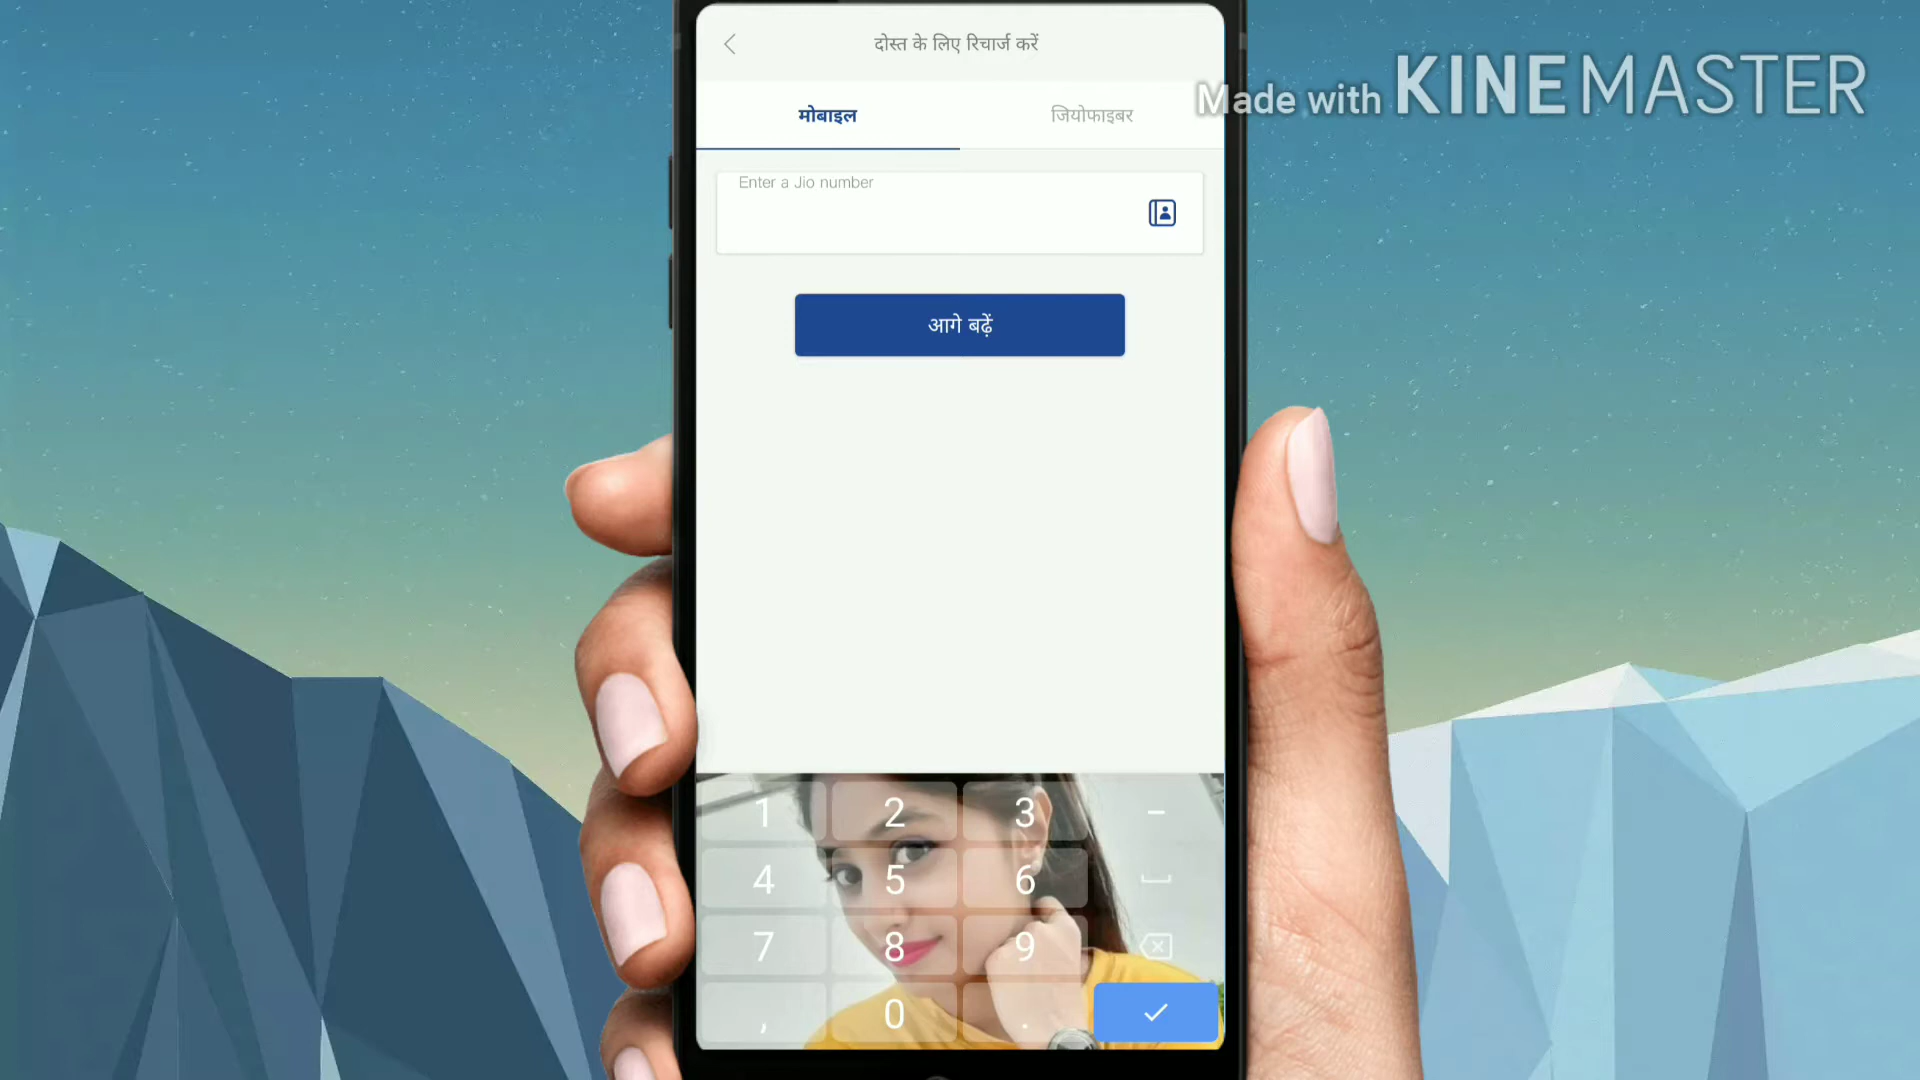 दोस्त के लिए रिचार्ज करें
Made with KINEMASTER
मोबाइल जियोफाइबर
Enter a Jio number
आगे बढ़ें
1 2 3 -
4 5 6
7 8 9
, 0 .